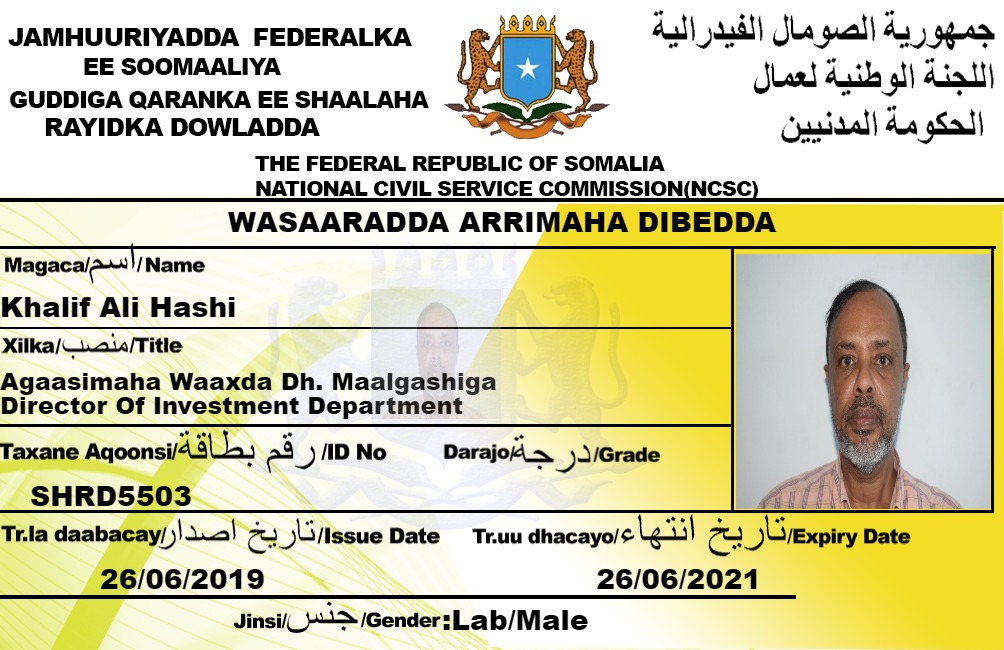 JAMHUURIYADDA FEDERALKA
EE SOOMAALIYA
GUDDIGA QARANKA EE SHAALAHA
RAYIDKA DOWLADDA
جمهورية الصومال الفيدرالية
اللجنة الوطنية لعمال
الحكومة المدنيين
THE FEDERAL REPUBLIC OF SOMALIA
NATIONAL CIVIL SERVICE COMMISSION(NCSC)
WASAARADDA ARRIMAHA DIBEDDA
Magaca/اسم/Name
Khalif Ali Hashi
Xilka/منصب/Title
Agaasimaha Waaxda Dh. Maalgashiga
Director Of Investment Department
Taxane Aqoonsi/رقم بطاقة/ID No
Darajo/درجة/Grade
SHRD5503
Tr.la daabacay/تاريخ اصدار/Issue Date
Tr.uu dhacayo/تاريخ انتهاء/Expiry Date
26/06/2019
26/06/2021
Jinsi/جنس/Gender:Lab/Male